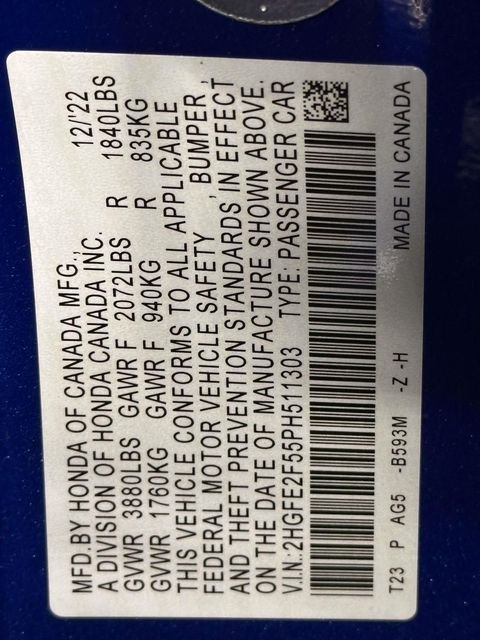 MFD.BY HONDA OF CANADA MFG., 12/'22
A DIVISION OF HONDA CANADA INC.
GVWR 3880LBS GAWR F 2072LBS R 1840LBS
GVWR 1760KG GAWR F 940KG R 835KG
THIS VEHICLE CONFORMS TO ALL APPLICABLE
FEDERAL MOTOR VEHICLE SAFETY , BUMPER ,
AND THEFT PREVENTION STANDARDS, IN EFFECT
ON THE DATE OF MANUFACTURE SHOWN ABOVE.
V.I.N.:2HGFE2F55PH511303 TYPE: PASSENGER CAR
T23 P AG5 -B593M -Z -H MADE IN CANADA